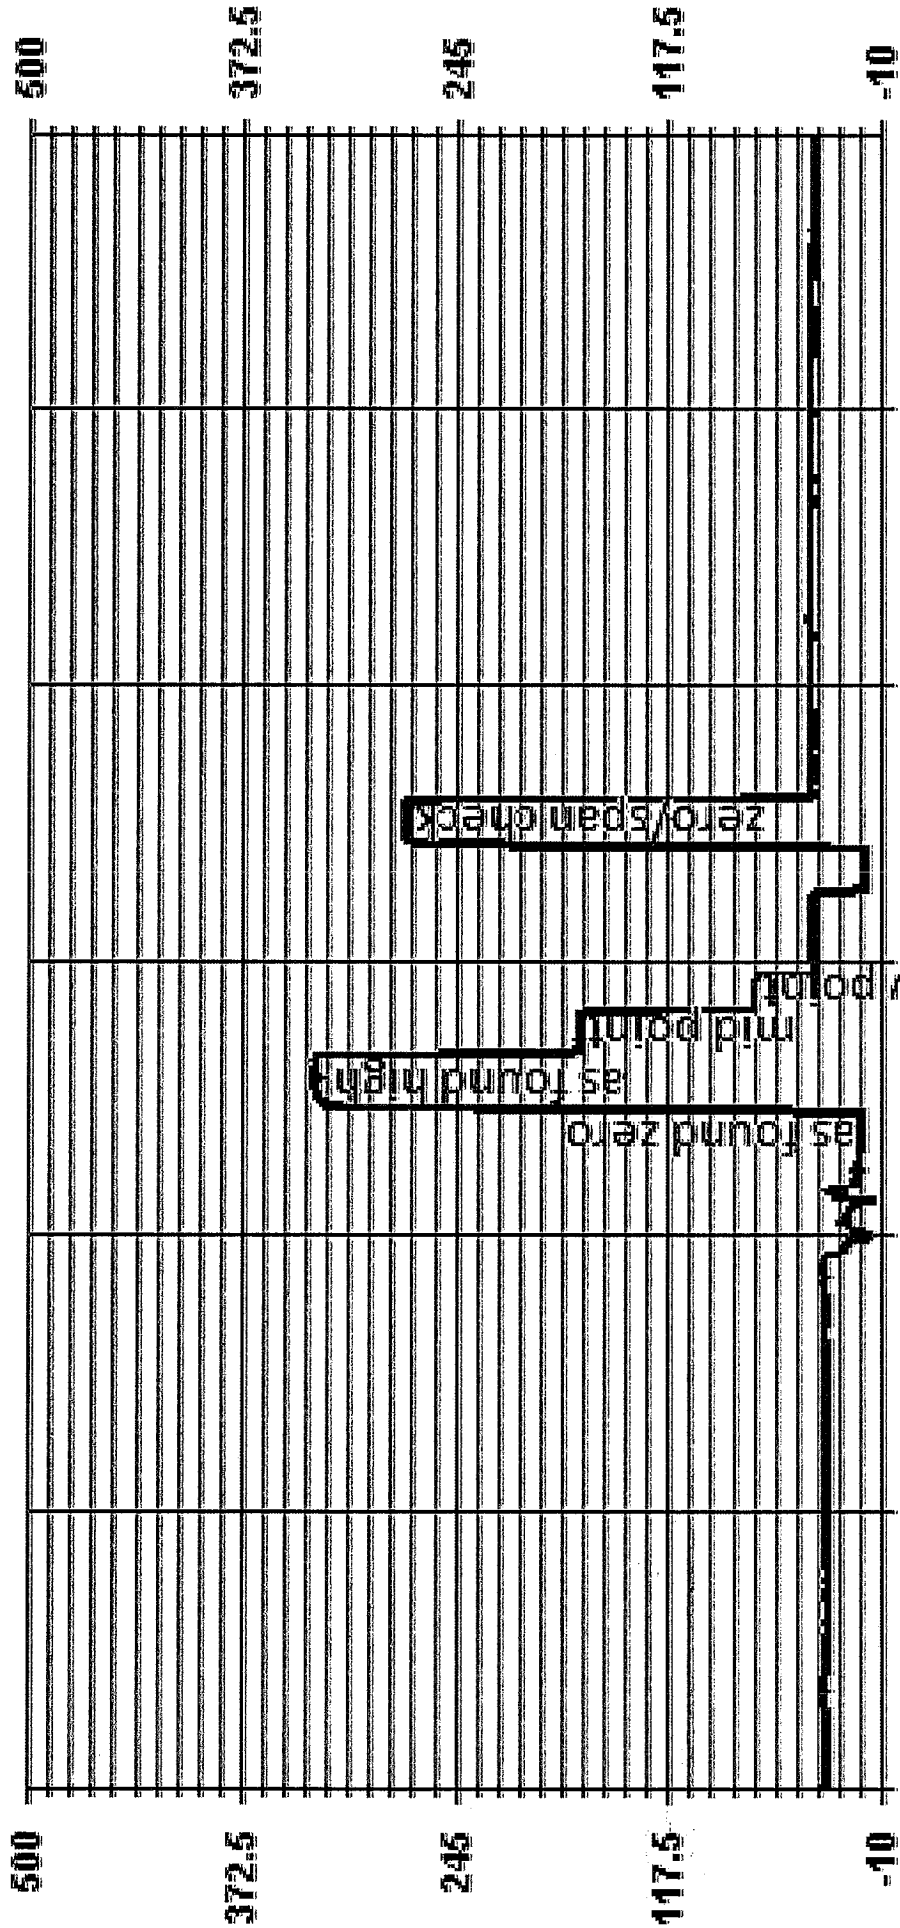 500
372.5
245
117.5
-10
as found zero
as found high
mid point
point
zero/span check
500
372.5
245
117.5
-10